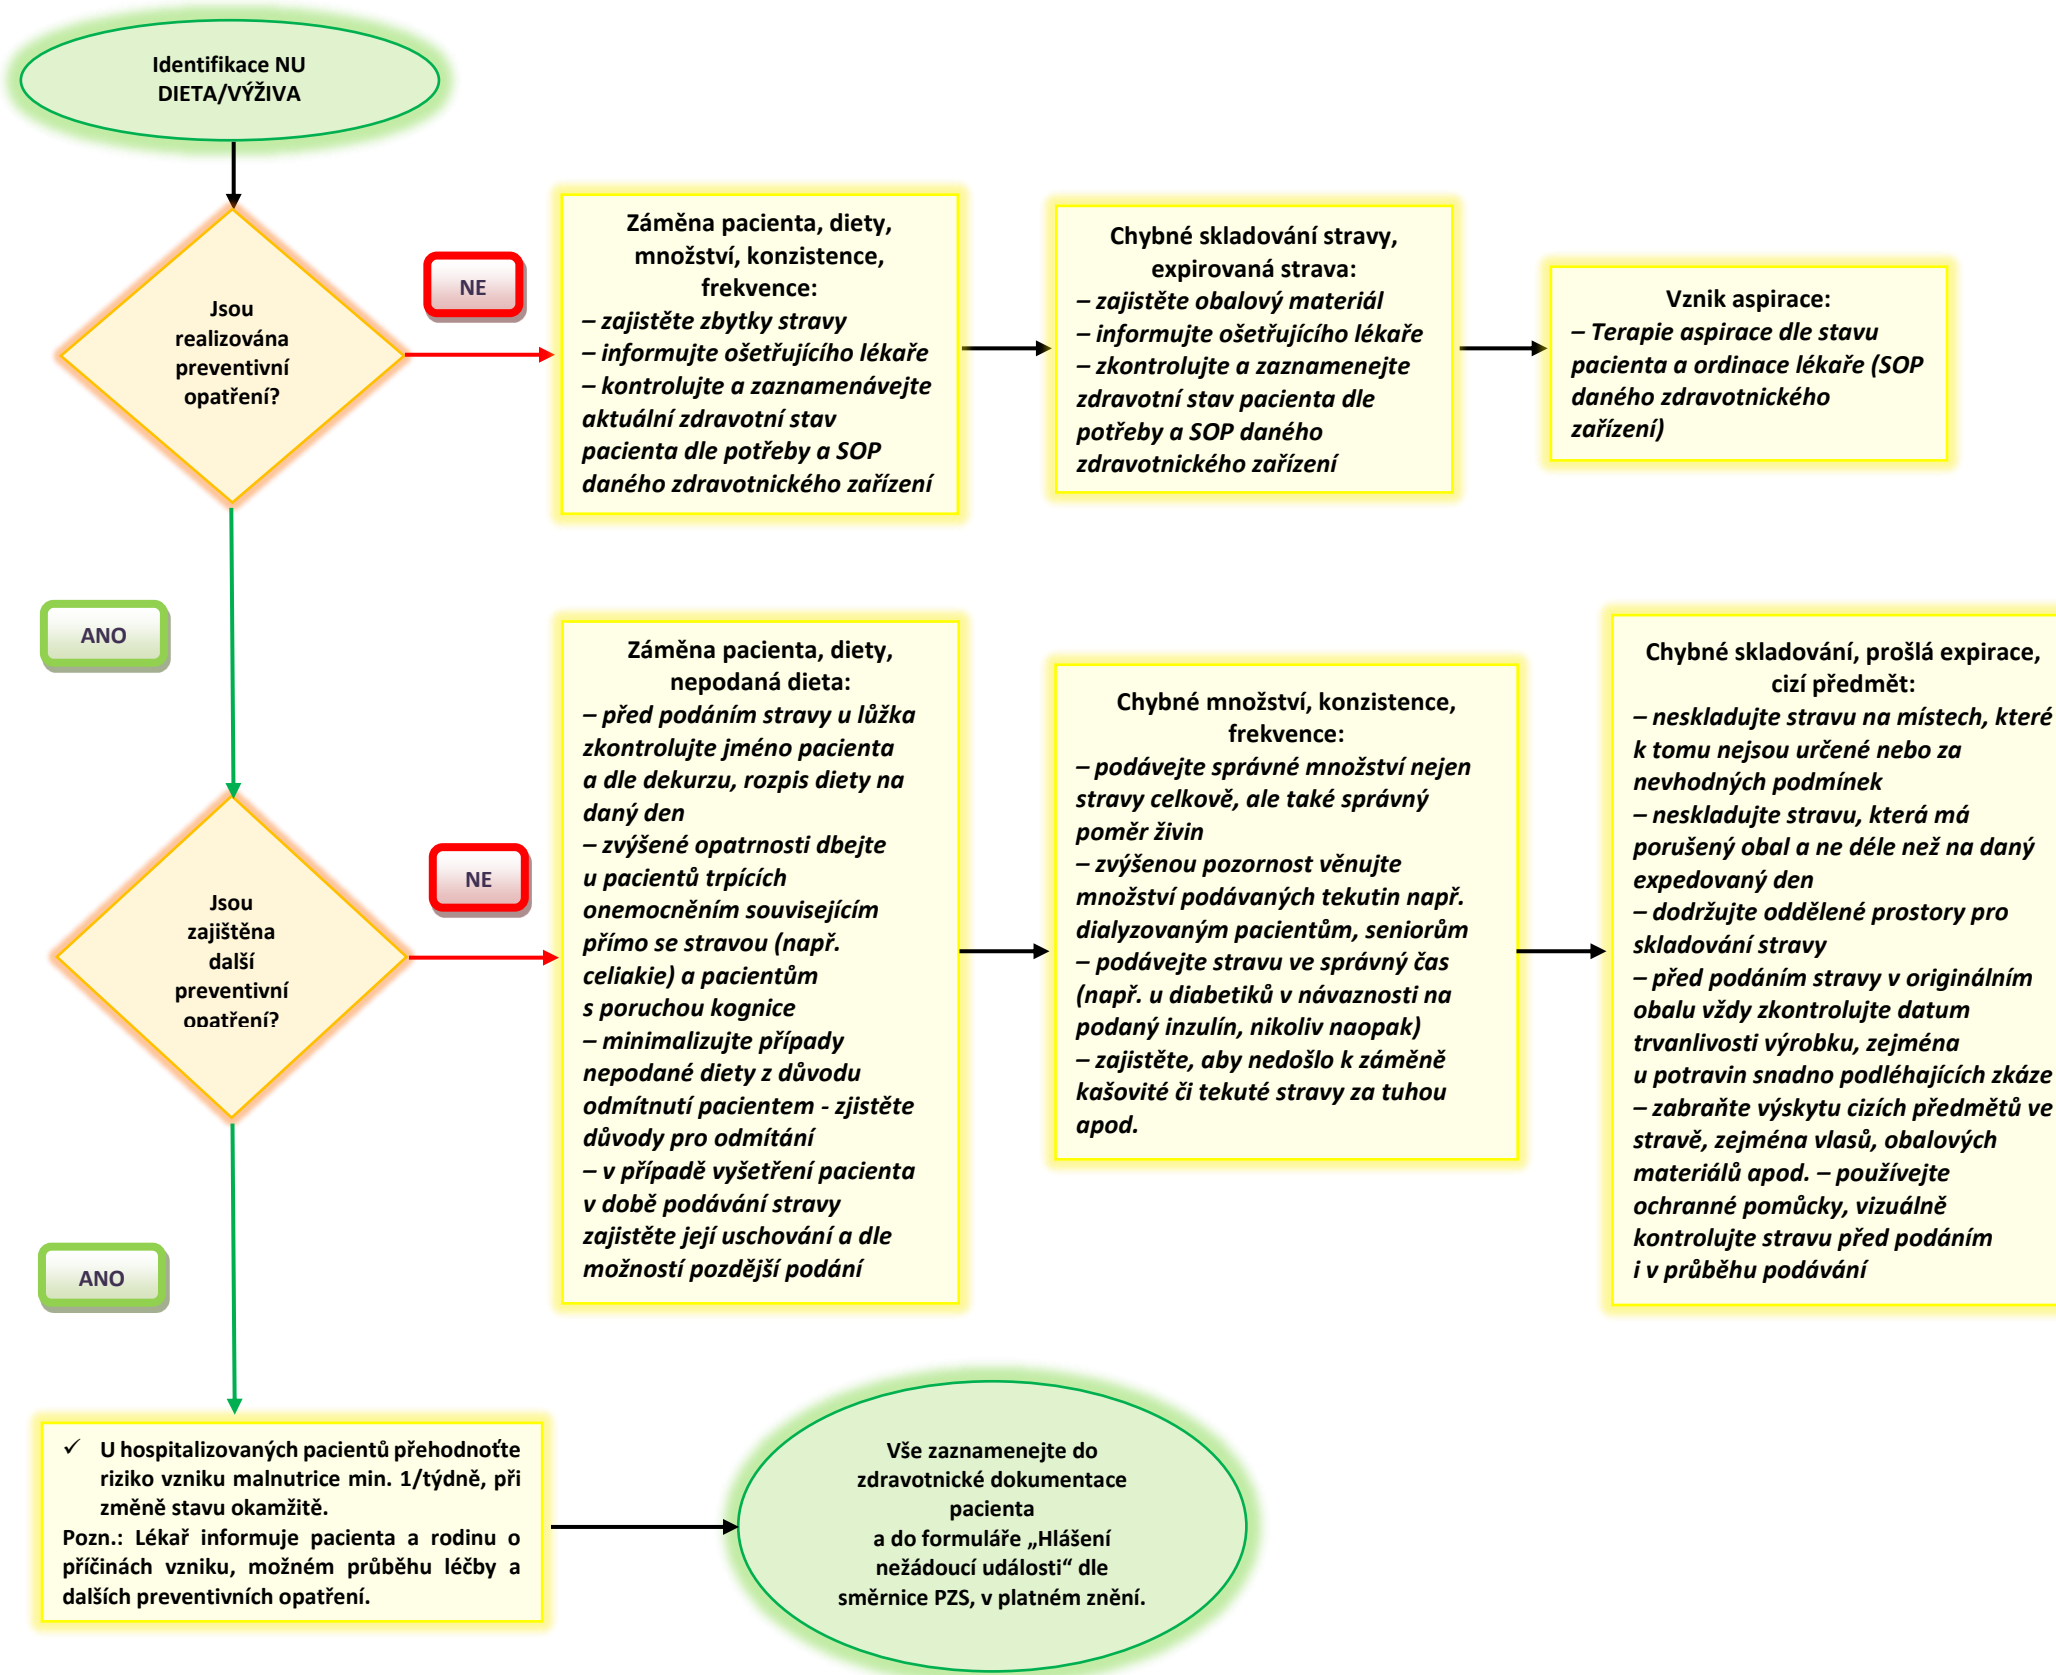 Identifikace NU
DIETA/VÝŽIVA
Jsou
realizována
preventivní
opatření?
NE
Záměna pacienta, diety,
množství, konzistence,
frekvence:
– zajistěte zbytky stravy
– informujte ošetřujícího lékaře
– kontrolujte a zaznamenávejte
aktuální zdravotní stav
pacienta dle potřeby a SOP
daného zdravotnického zařízení
Chybné skladování stravy,
expirovaná strava:
– zajistěte obalový materiál
– informujte ošetřujícího lékaře
– zkontrolujte a zaznamenejte
zdravotní stav pacienta dle
potřeby a SOP daného
zdravotnického zařízení
Vznik aspirace:
– Terapie aspirace dle stavu
pacienta a ordinace lékaře (SOP
daného zdravotnického
zařízení)
ANO
Jsou
zajištěna
další
preventivní
opatření?
NE
Záměna pacienta, diety,
nepodaná dieta:
– před podáním stravy u lůžka
zkontrolujte jméno pacienta
a dle dekurzu, rozpis diety na
daný den
– zvýšené opatrnosti dbejte
u pacientů trpících
onemocněním souvisejícím
přímo se stravou (např.
celiakie) a pacientům
s poruchou kognice
– minimalizujte případy
nepodané diety z důvodu
odmítnutí pacientem - zjistěte
důvody pro odmítání
– v případě vyšetření pacienta
v době podávání stravy
zajistěte její uschování a dle
možností pozdější podání
Chybné množství, konzistence,
frekvence:
– podávejte správné množství nejen
stravy celkově, ale také správný
poměr živin
– zvýšenou pozornost věnujte
množství podávaných tekutin např.
dialyzovaným pacientům, seniorům
– podávejte stravu ve správný čas
(např. u diabetiků v návaznosti na
podaný inzulín, nikoliv naopak)
– zajistěte, aby nedošlo k záměně
kašovité či tekuté stravy za tuhou
apod.
Chybné skladování, prošlá expirace,
cizí předmět:
– neskladujte stravu na místech, které
k tomu nejsou určené nebo za
nevhodných podmínek
– neskladujte stravu, která má
porušený obal a ne déle než na daný
expedovaný den
– dodržujte oddělené prostory pro
skladování stravy
– před podáním stravy v originálním
obalu vždy zkontrolujte datum
trvanlivosti výrobku, zejména
u potravin snadno podléhajících zkáze
– zabraňte výskytu cizích předmětů ve
stravě, zejména vlasů, obalových
materiálů apod. – používejte
ochranné pomůcky, vizuálně
kontrolujte stravu před podáním
i v průběhu podávání
ANO
✓ U hospitalizovaných pacientů přehodnoťte
riziko vzniku malnutrice min. 1/týdně, při
změně stavu okamžitě.
Pozn.: Lékař informuje pacienta a rodinu o
příčinách vzniku, možném průběhu léčby a
dalších preventivních opatření.
Vše zaznamenejte do
zdravotnické dokumentace
pacienta
a do formuláře „Hlášení
nežádoucí události“ dle
směrnice PZS, v platném znění.